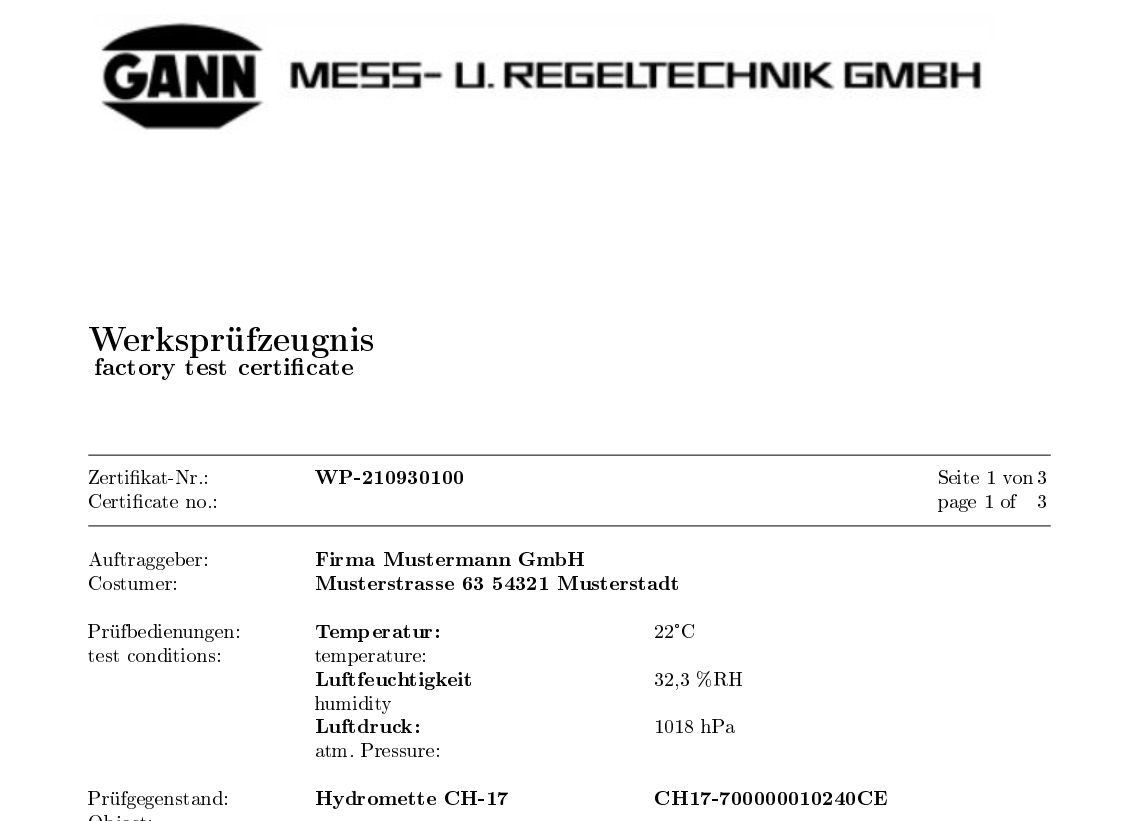 GANN MESS- U. REGELTECHNIK GMBH
Werksprüfzeugnis
factory test certificate
Zertifikat-Nr.: WP-210930100 Seite 1 von 3
Certificate no.: page 1 of 3
Auftraggeber: Firma Mustermann GmbH
Costumer: Musterstrasse 63 54321 Musterstadt
Prüfbedienungen: Temperatur: 22°C
test conditions: temperature:
Luftfeuchtigkeit 32,3 %RH
humidity
Luftdruck: 1018 hPa
atm. Pressure:
Prüfgegenstand: Hydromette CH-17 CH17-700000010240CE